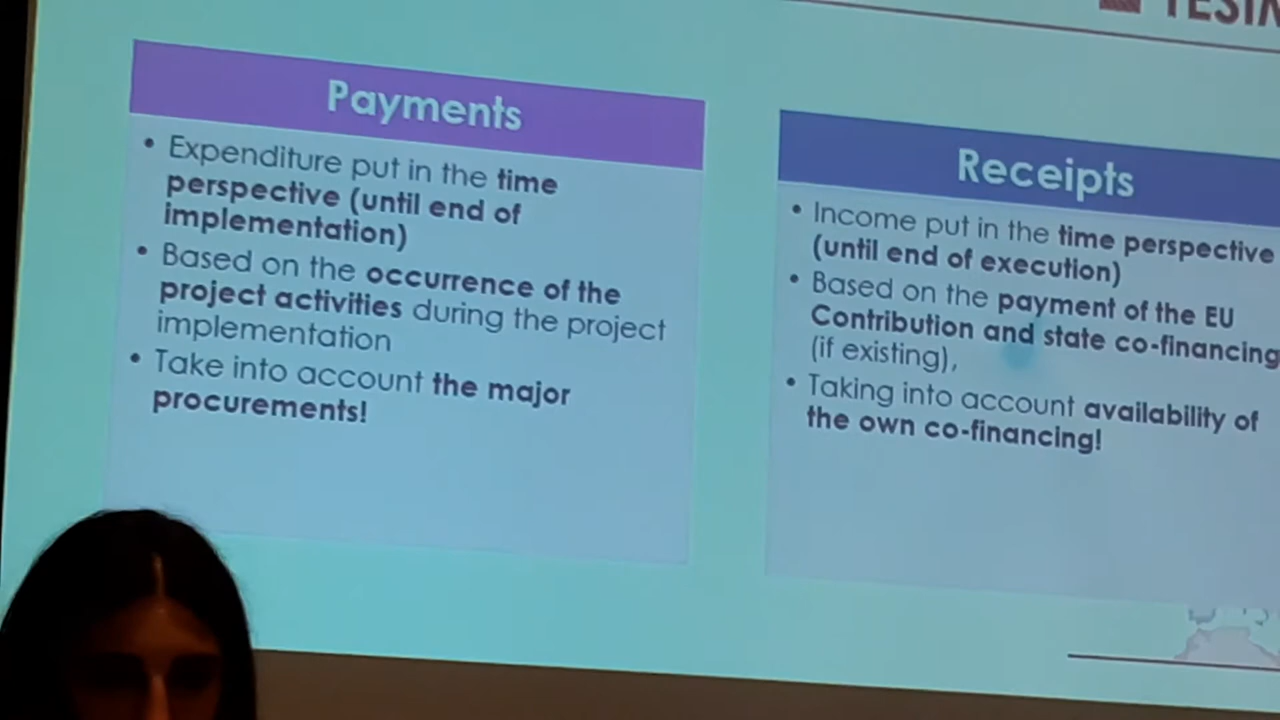 Payments
• Expenditure put in the time
perspective (until end of
implementation)
• Based on the occurrence of the
project activities during the project
implementation
• Take into account the major
procurements!
Receipts
• Income put in the time perspective
(until end of execution)
• Based on the payment of the EU
Contribution and state co-financing
(if existing),
• Taking into account availability of
the own co-financing!